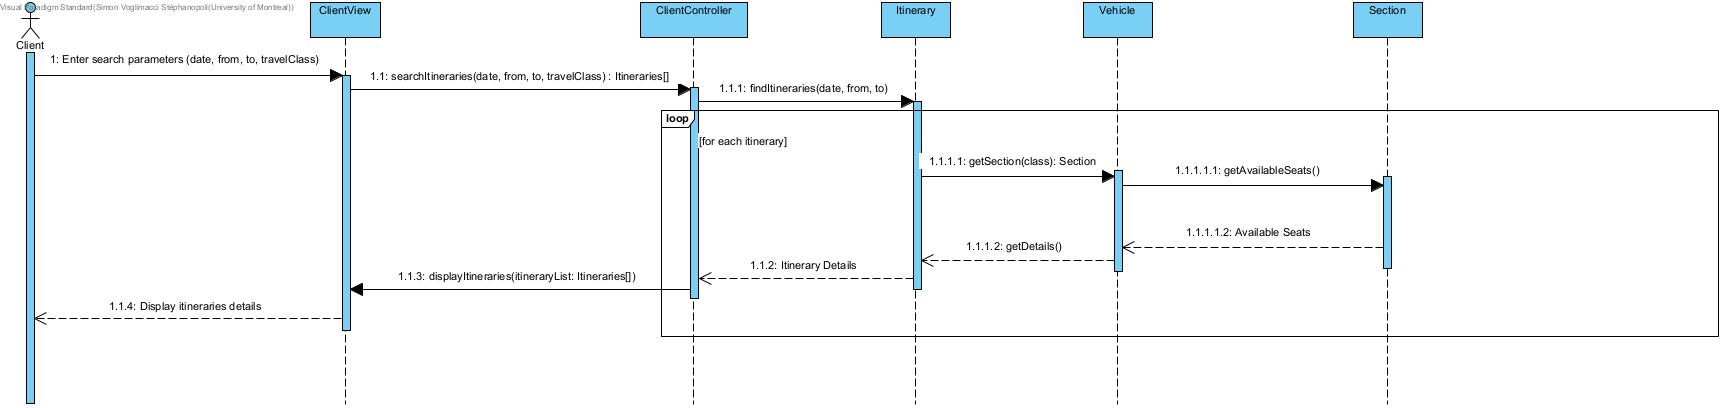 Visual Paradigm Standard(Simon Voglimacci Stéphanopoli(University of Montreal))
Client
ClientView
ClientController
Itinerary
Vehicle
Section
1: Enter search parameters (date, from, to, travelClass)
1.1: searchItineraries(date, from, to, travelClass) : Itineraries[]
1.1.1: findItineraries(date, from, to)
loop
[for each itinerary]
1.1.1.1: getSection(class): Section
1.1.1.1.1: getAvailableSeats()
1.1.1.1.2: Available Seats
1.1.1.2: getDetails()
1.1.2: Itinerary Details
1.1.3: displayItineraries(itineraryList: Itineraries[])
1.1.4: Display itineraries details